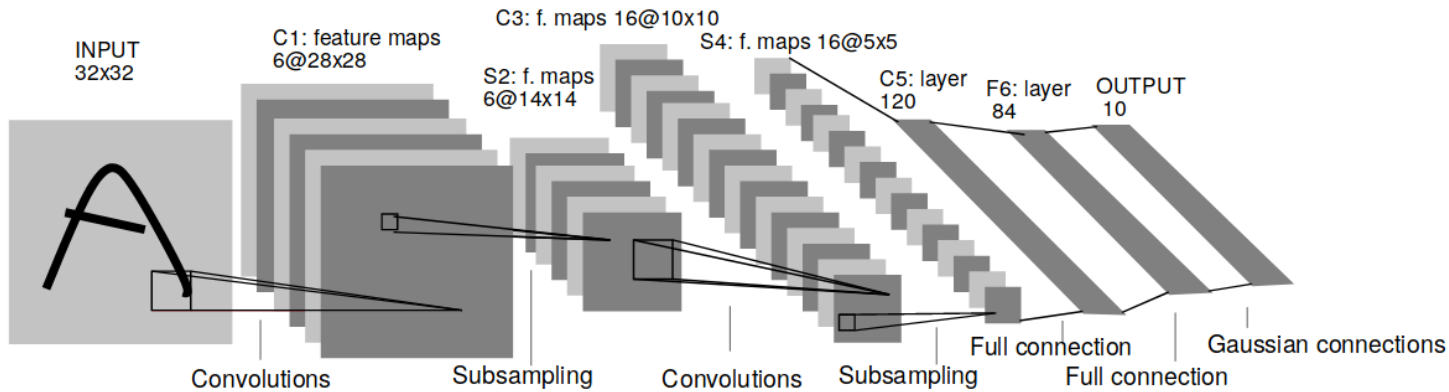 INPUT
32x32
C1: feature maps
6@28x28
S2: f. maps
6@14x14
C3: f. maps 16@10x10
S4: f. maps 16@5x5
C5: layer
120
F6: layer
84
OUTPUT
10
Convolutions
Subsampling
Convolutions
Subsampling
Full connection
Full connection
Gaussian connections